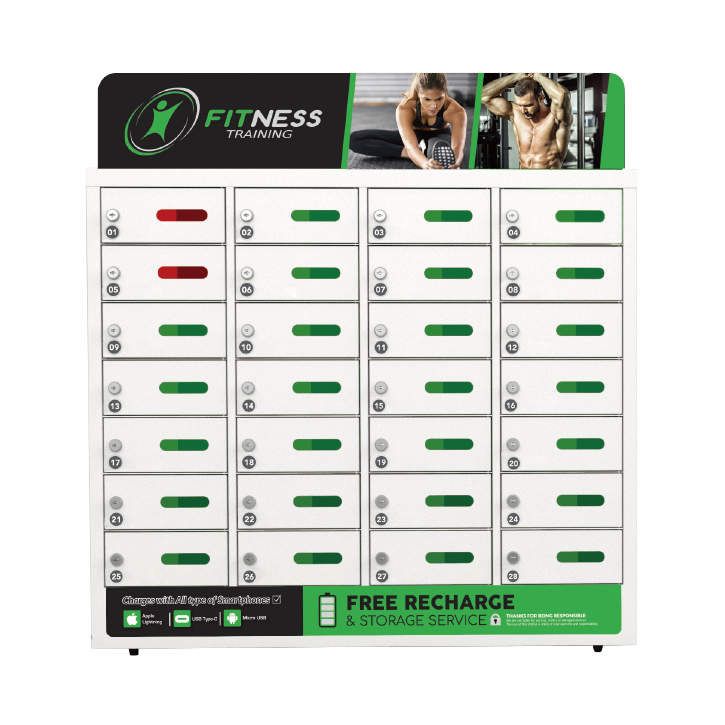 FITNESS
TRAINING
01
02
03
04
05
06
07
08
09
10
11
12
13
14
15
16
17
18
19
20
21
22
23
24
25
26
27
28
Charges with All type of Smartphones
Apple
Lightning
USB Type-C
Micro USB
FREE RECHARGE
& STORAGE SERVICE
THANKS FOR BEING RESPONSIBLE